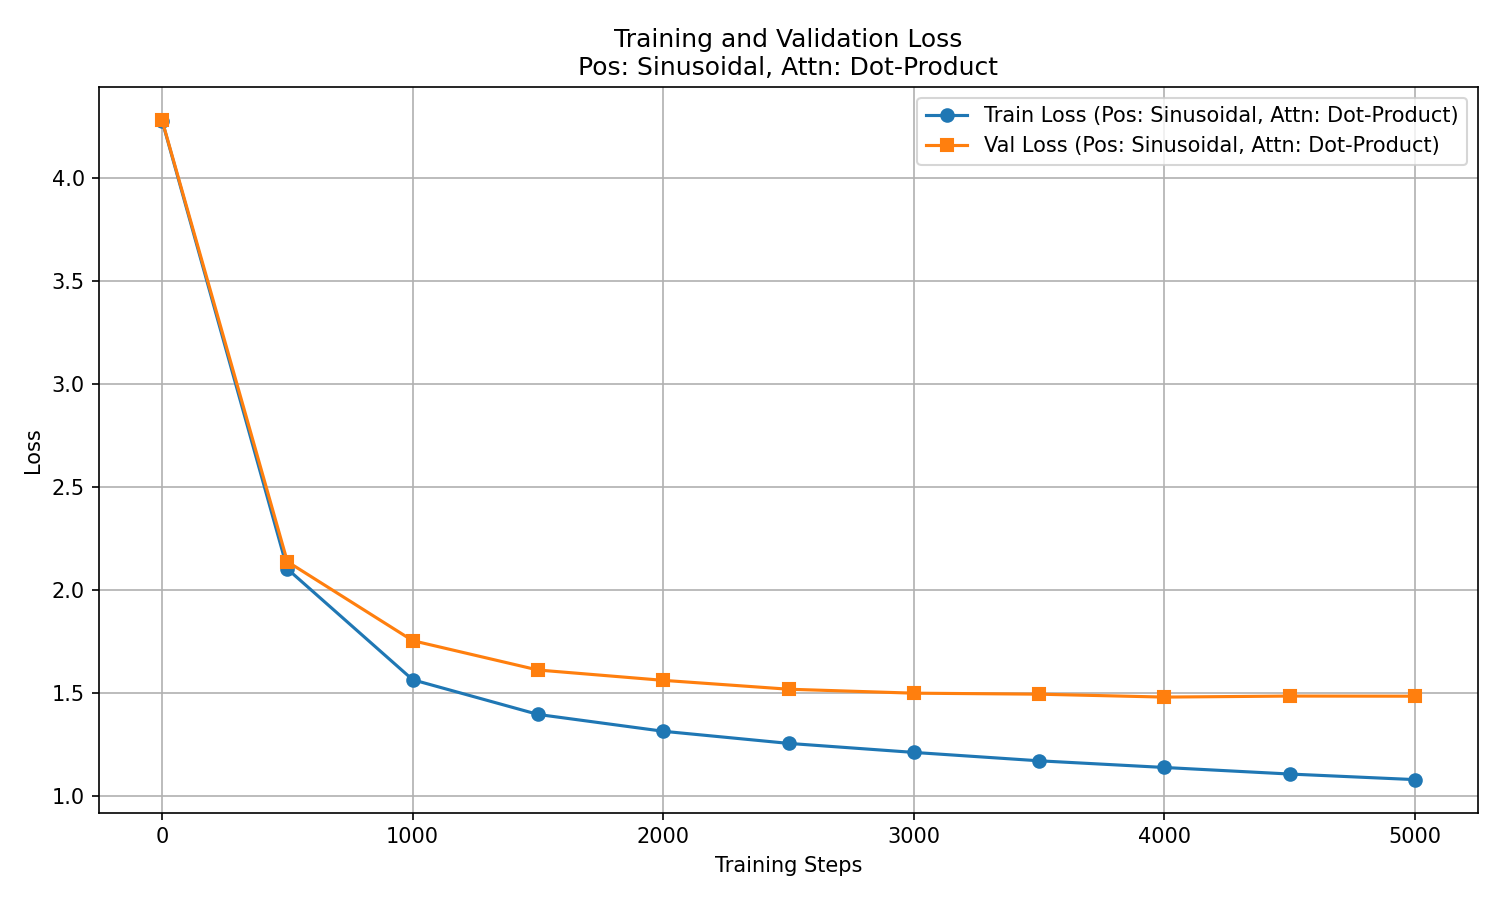 Training and Validation Loss
Pos: Sinusoidal, Attn: Dot-Product
Train Loss (Pos: Sinusoidal, Attn: Dot-Product)
Val Loss (Pos: Sinusoidal, Attn: Dot-Product)
4.0
3.5
3.0
2.5
2.0
1.5
1.0
Loss
0 1000 2000 3000 4000 5000
Training Steps